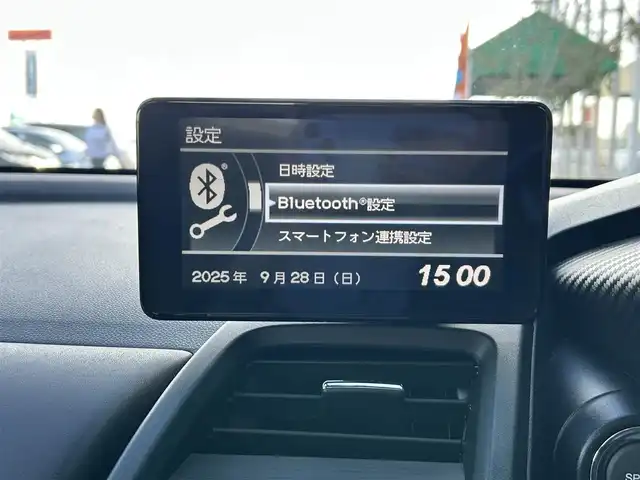 設定
日時設定
Bluetooth®設定
スマートフォン連携設定
2025年 9月28日(日) 15 00
SP